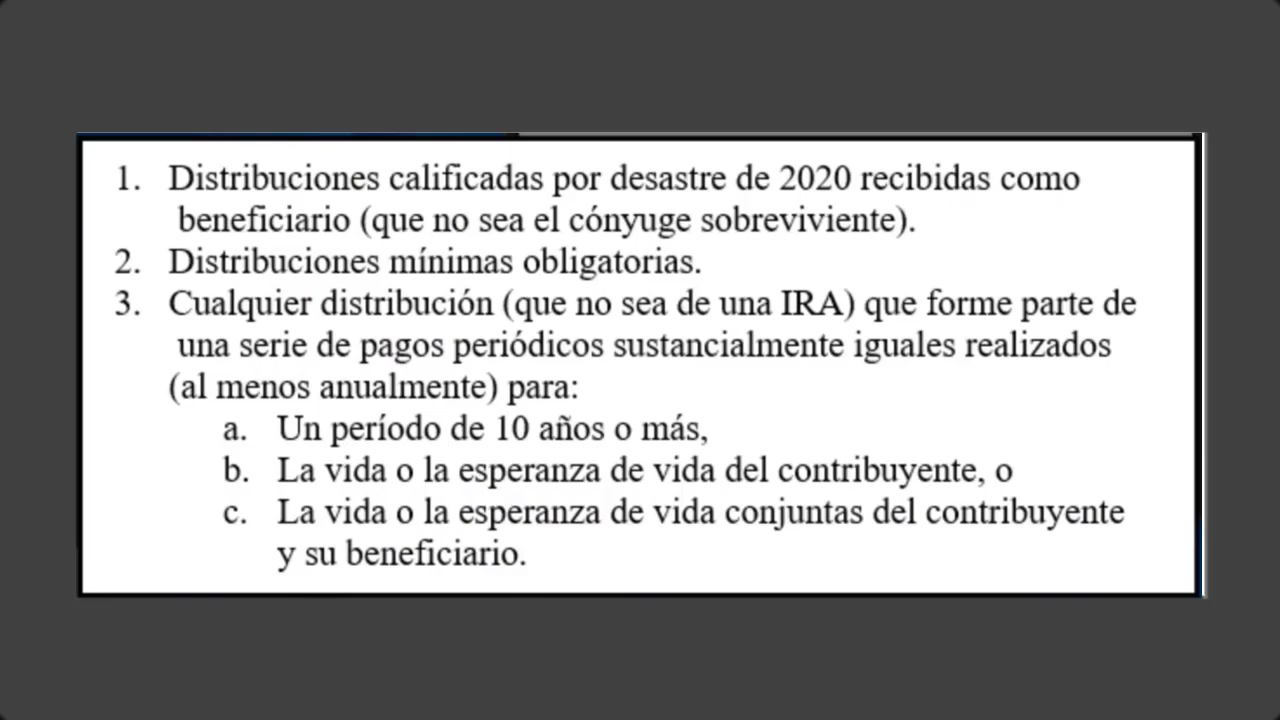 1. Distribuciones calificadas por desastre de 2020 recibidas como
beneficiario (que no sea el cónyuge sobreviviente).
2. Distribuciones mínimas obligatorias.
3. Cualquier distribución (que no sea de una IRA) que forme parte de
una serie de pagos periódicos sustancialmente iguales realizados
(al menos anualmente) para:
a. Un período de 10 años o más,
b. La vida o la esperanza de vida del contribuyente, o
c. La vida o la esperanza de vida conjuntas del contribuyente
y su beneficiario.